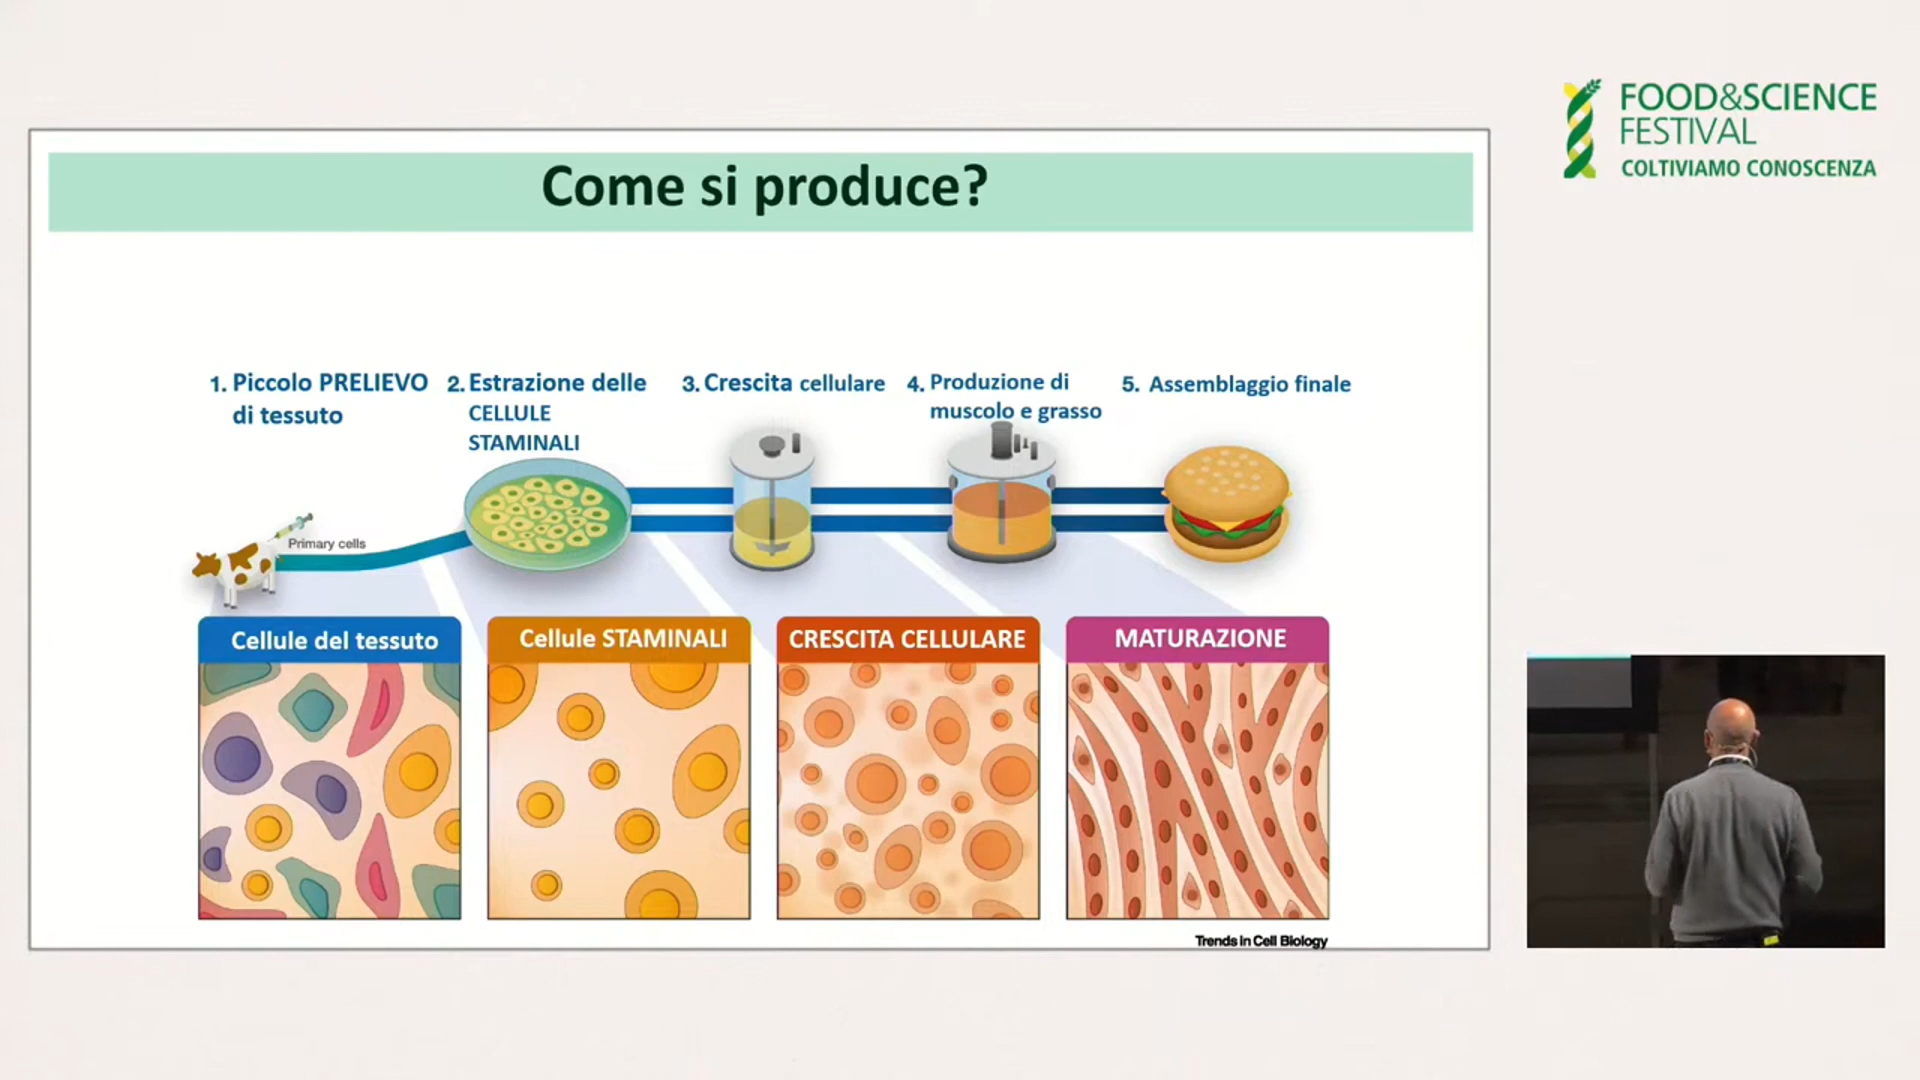 FOOD&SCIENCE
FESTIVAL
COLTIVIAMO CONOSCENZA
Come si produce?
1. Piccolo PRELIEVO
di tessuto
2. Estrazione delle
CELLULE
STAMINALI
3. Crescita cellulare
4. Produzione di
muscolo e grasso
5. Assemblaggio finale
Primary cells
Cellule del tessuto
Cellule STAMINALI
CRESCITA CELLULARE
MATURAZIONE
Trends in Cell Biology